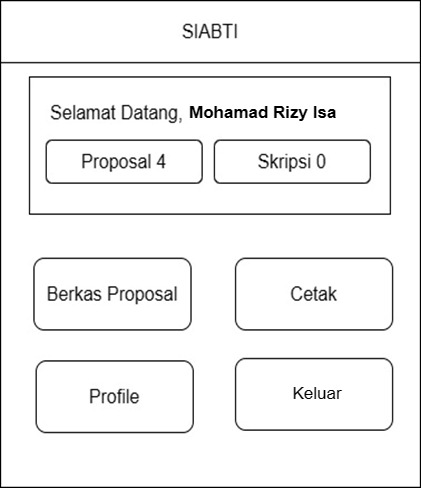 SIABTI
Selamat Datang, Mohamad Rizy Isa
Proposal 4
Skripsi 0
Berkas Proposal
Cetak
Profile
Keluar